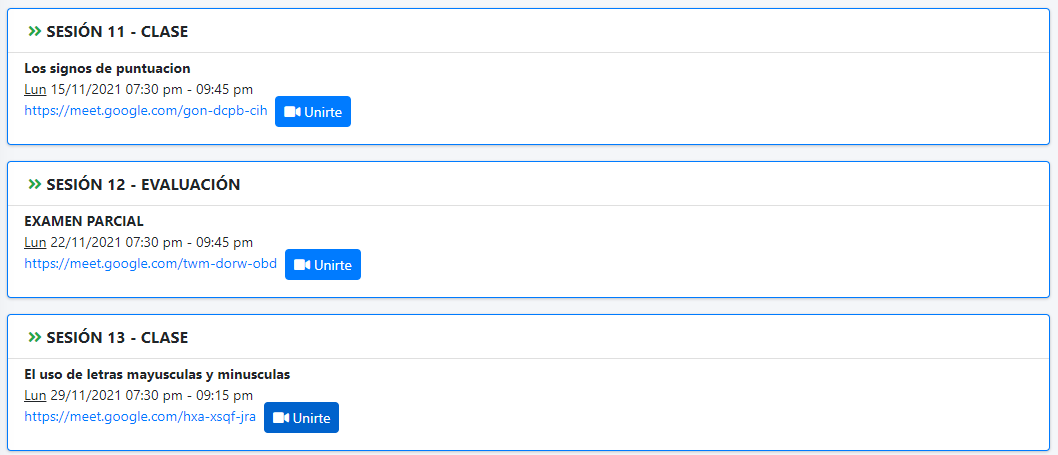 SESIÓN 11 - CLASE
Los signos de puntuacion
Lun 15/11/2021 07:30 pm - 09:45 pm
https://meet.google.com/gon-dcpb-cih Unirte
SESIÓN 12 - EVALUACIÓN
EXAMEN PARCIAL
Lun 22/11/2021 07:30 pm - 09:45 pm
https://meet.google.com/twm-dorw-obd Unirte
SESIÓN 13 - CLASE
El uso de letras mayusculas y minusculas
Lun 29/11/2021 07:30 pm - 09:15 pm
https://meet.google.com/hxa-xsqf-jra Unirte